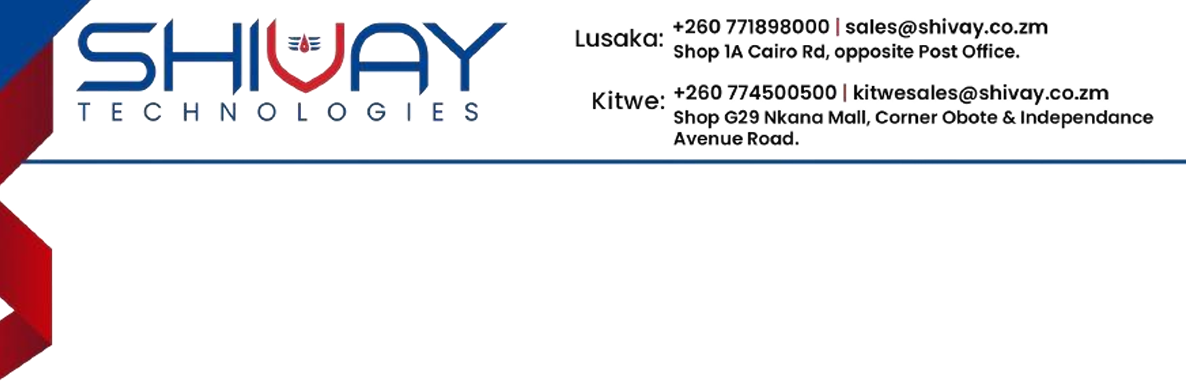 SHIVAY
TECHNOLOGIES
Lusaka: +260 771898000 | sales@shivay.co.zm
Shop 1A Cairo Rd, opposite Post Office.
Kitwe: +260 774500500 | kitwesales@shivay.co.zm
Shop G29 Nkana Mall, Corner Obote & Independance
Avenue Road.